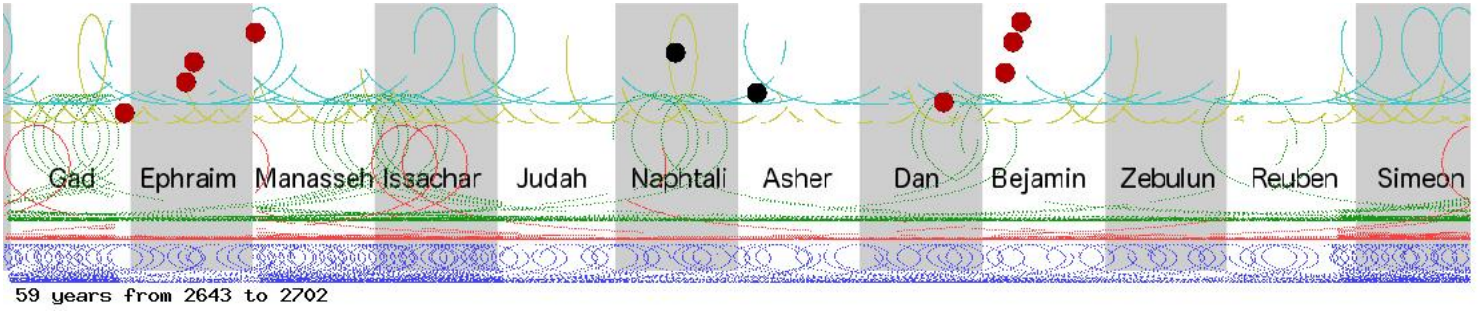 Gad Ephraim Manasseh Issachar Judah Naphtali Asher Dan Bejamin Zebulun Reuben Simeon
59 years from 2643 to 2702